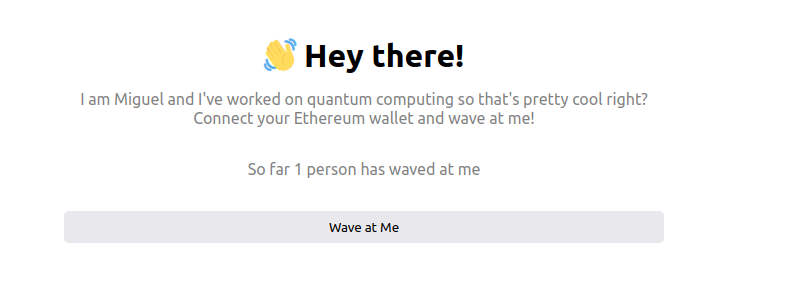 👋 Hey there!
I am Miguel and I've worked on quantum computing so that's pretty cool right?
Connect your Ethereum wallet and wave at me!
So far 1 person has waved at me
Wave at Me